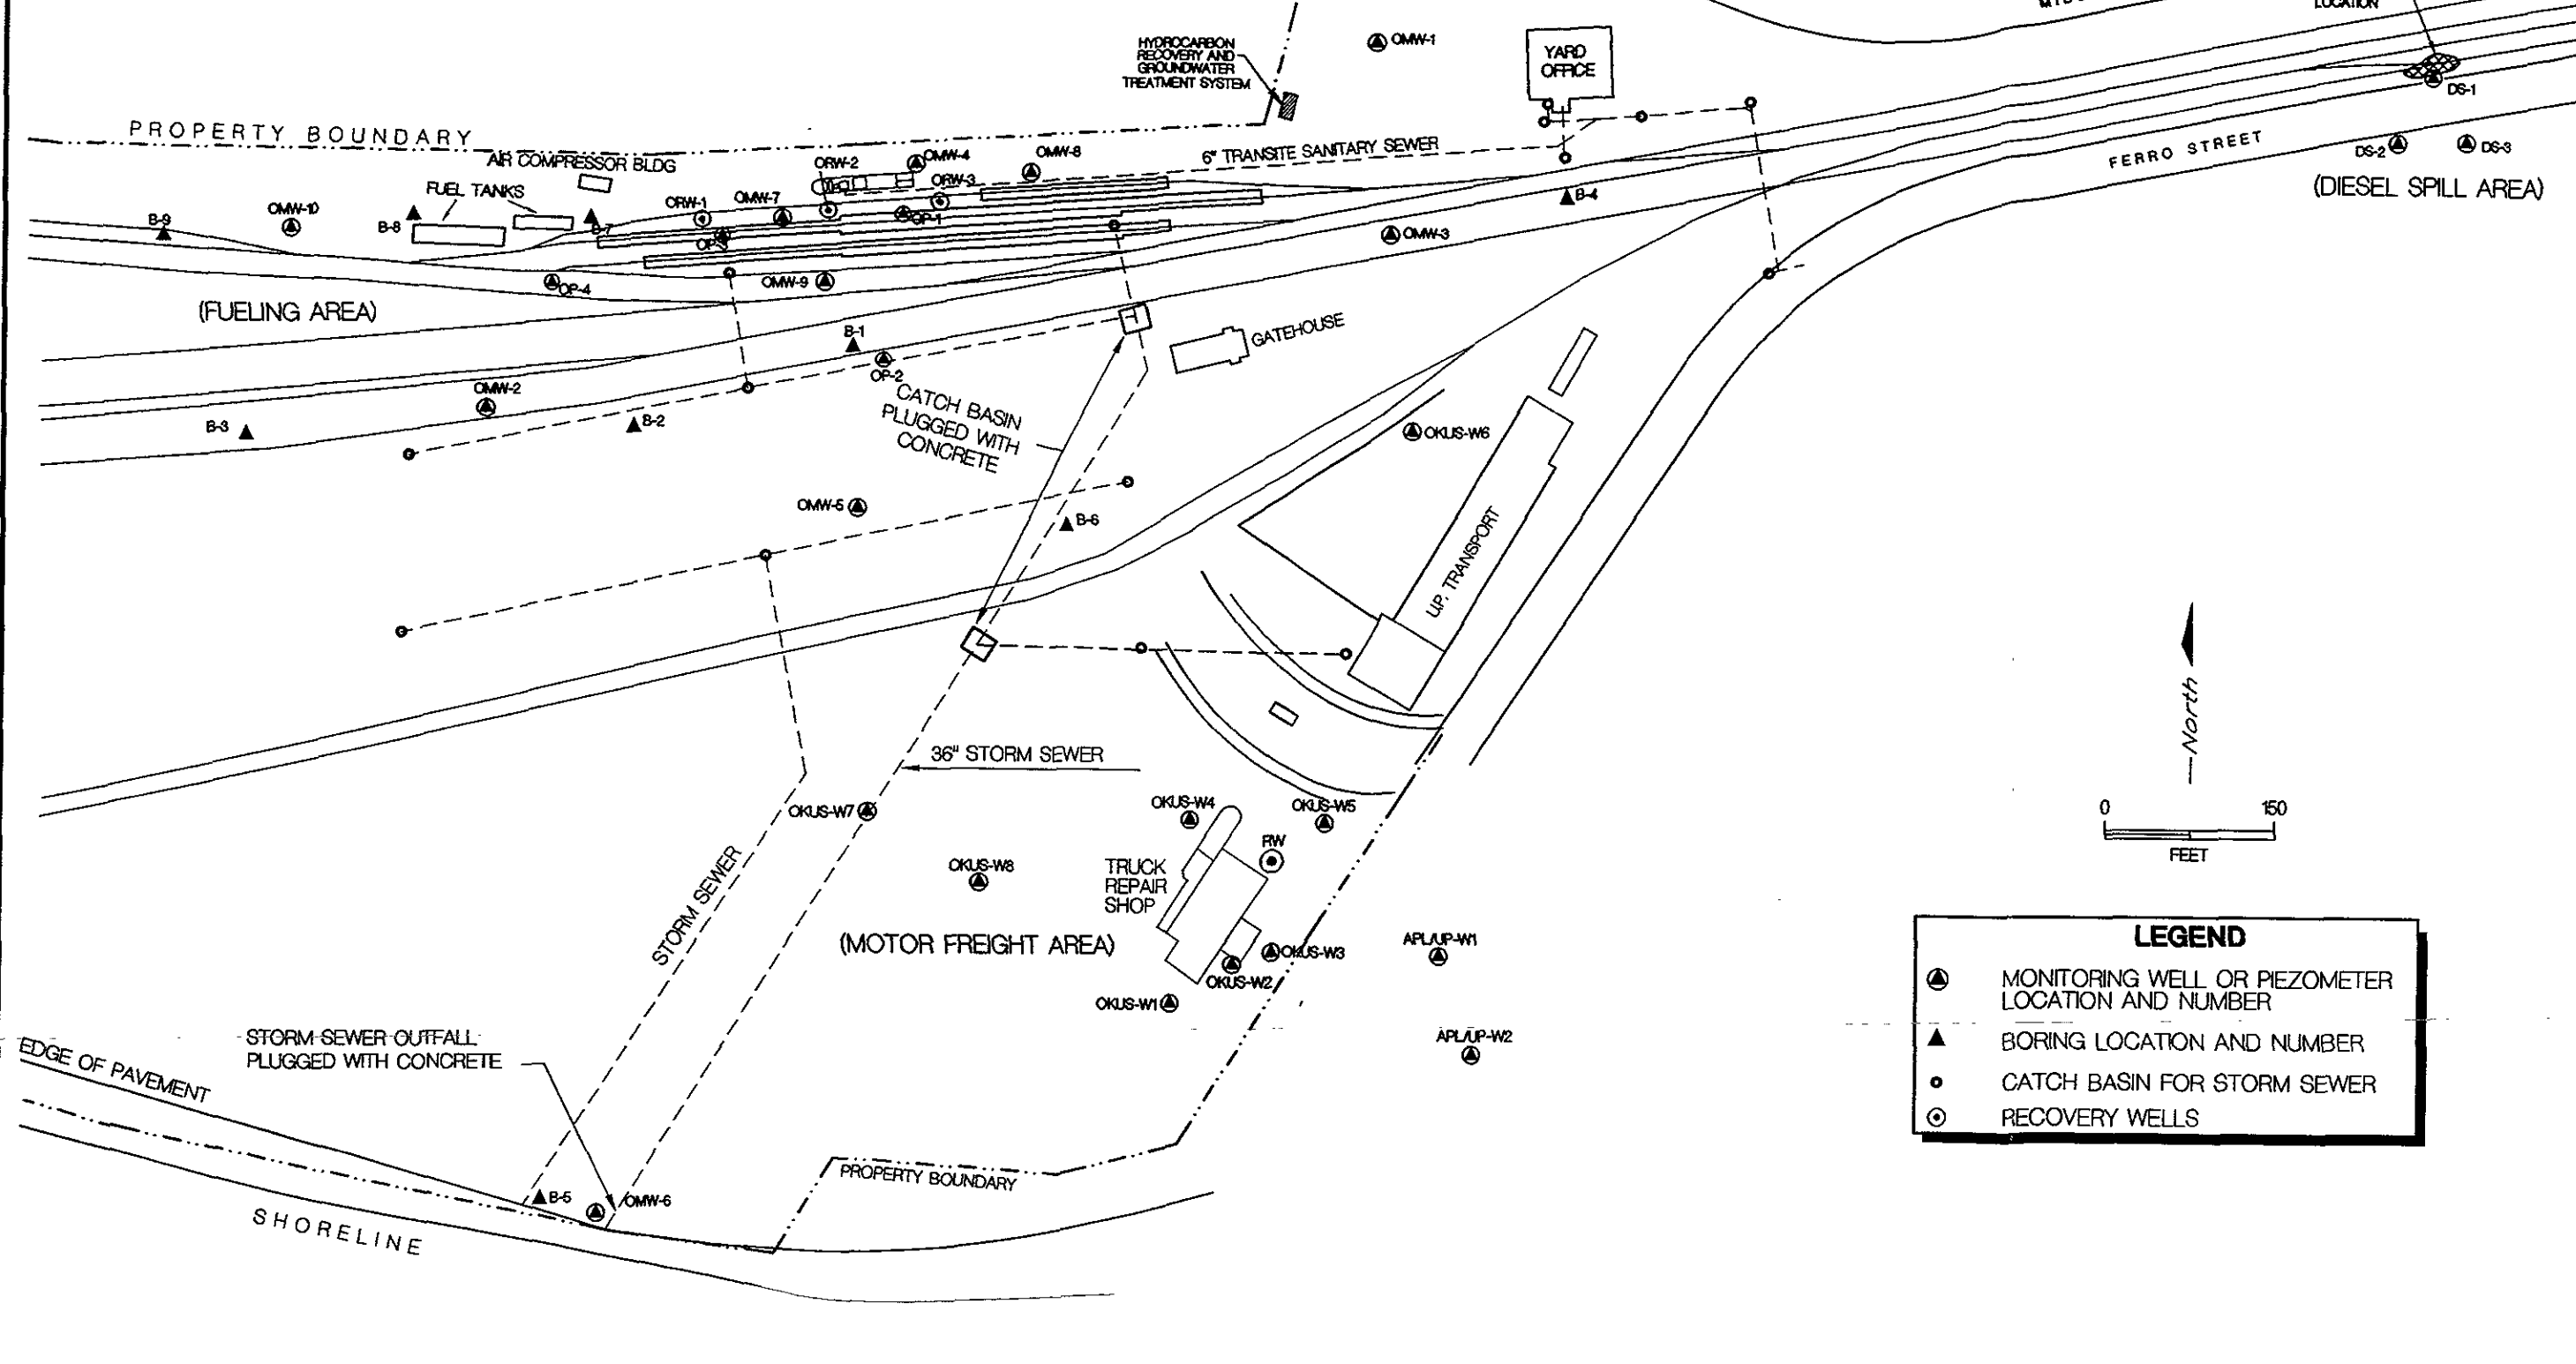 LOCATION
HYDROCARBON
RECOVERY AND
GROUNDWATER
TREATMENT SYSTEM
OMW-1
YARD
OFFICE
DS-1
PROPERTY BOUNDARY
AIR COMPRESSOR BLDG
ORW-2
OMW-4
OMW-8
6" TRANSITE SANITARY SEWER
FERRO STREET
DS-2
DS-3
(DIESEL SPILL AREA)
FUEL TANKS
ORW-3
B-9
OMW-10
B-8
B-7
ORW-1
OMW-7
OP-1
OP-3
B-4
OMW-3
OP-4
OMW-9
(FUELING AREA)
B-1
OP-2
GATEHOUSE
OMW-2
B-3
B-2
CATCH BASIN
PLUGGED WITH
CONCRETE
OKUS-W6
OMW-5
B-6
U.P. TRANSPORT
North
36" STORM SEWER
OKUS-W7
OKUS-W4
OKUS-W5
0
150
FEET
RW
OKUS-W8
TRUCK
REPAIR
SHOP
STORM SEWER
(MOTOR FREIGHT AREA)
OKUS-W3
OKUS-W2
OKUS-W1
APL/UP-W1
APL/UP-W2
LEGEND
MONITORING WELL OR PIEZOMETER
LOCATION AND NUMBER
BORING LOCATION AND NUMBER
CATCH BASIN FOR STORM SEWER
RECOVERY WELLS
STORM SEWER OUTFALL
PLUGGED WITH CONCRETE
EDGE OF PAVEMENT
B-5
OMW-6
PROPERTY BOUNDARY
SHORELINE